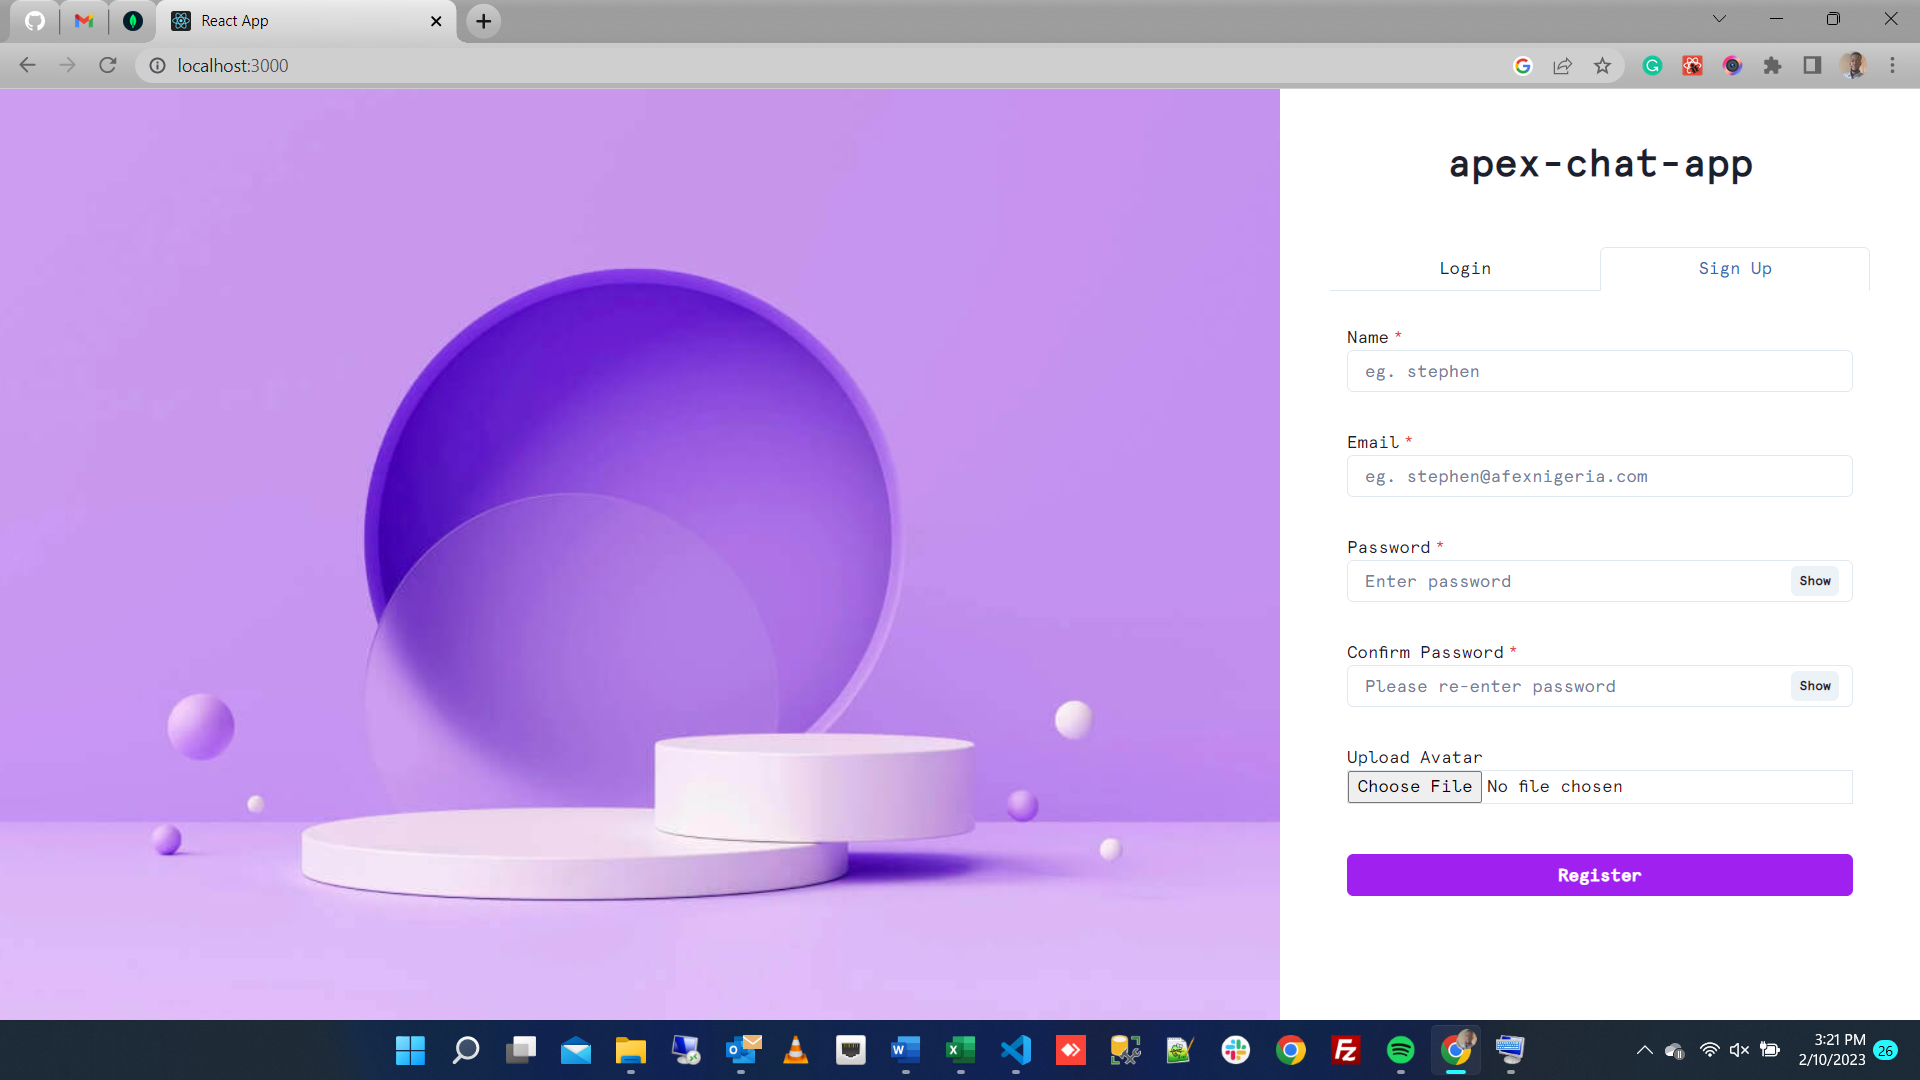 React App
localhost:3000
apex-chat-app
Login
Sign Up
Name *
eg. stephen
Email *
eg. stephen@afexnigeria.com
Password *
Enter password
Show
Confirm Password *
Please re-enter password
Show
Upload Avatar
Choose File No file chosen
Register
3:21 PM
2/10/2023
26